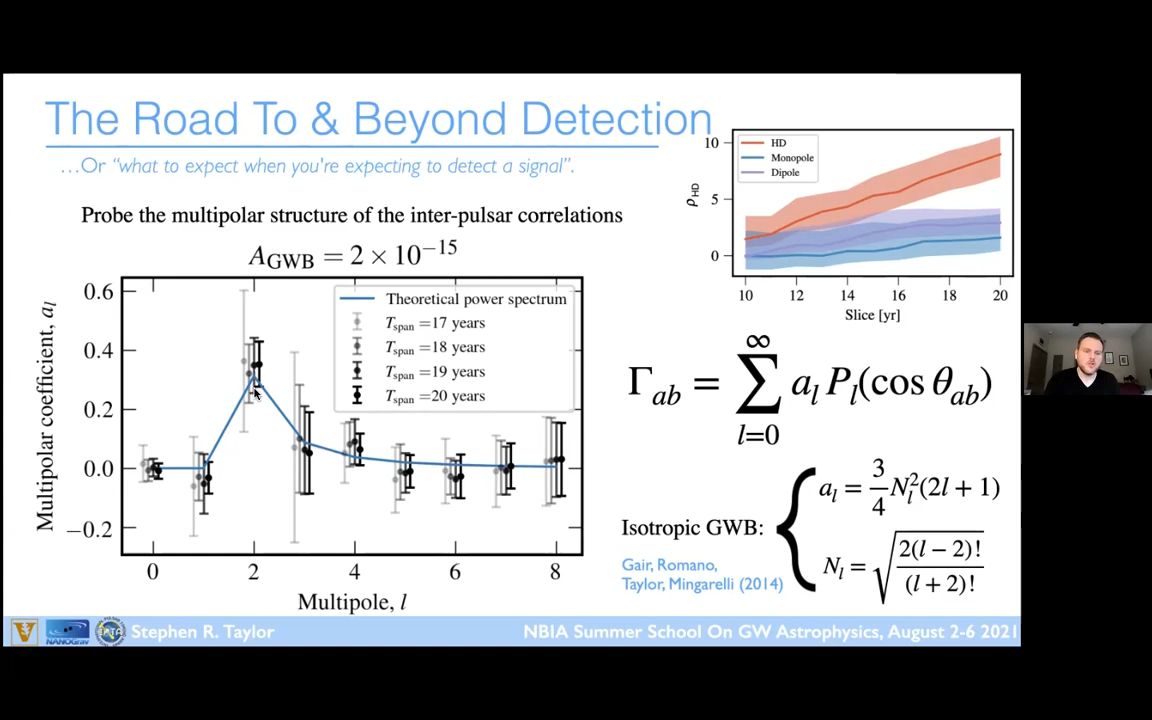 The Road To & Beyond Detection
…Or “what to expect when you're expecting to detect a signal”.
Probe the multipolar structure of the inter-pulsar correlations
A_GWB = 2 × 10^−15
Multipolar coefficient, a_l
0.6
0.4
0.2
0.0
−0.2
Theoretical power spectrum
T_span =17 years
T_span =18 years
T_span =19 years
T_span =20 years
0 2 4 6 8
Multipole, l
ρ_HD
10
5
0
HD
Monopole
Dipole
10 12 14 16 18 20
Slice [yr]
Γ_ab = ∑_{l=0}^{∞} a_l P_l(cos θ_ab)
Isotropic GWB:
a_l = 3/4 N_l^2(2l + 1)
N_l = √(2(l − 2)!/(l + 2)!)
Gair, Romano,
Taylor, Mingarelli (2014)
V NANOGrav IPTA Stephen R. Taylor
NBIA Summer School On GW Astrophysics, August 2-6 2021